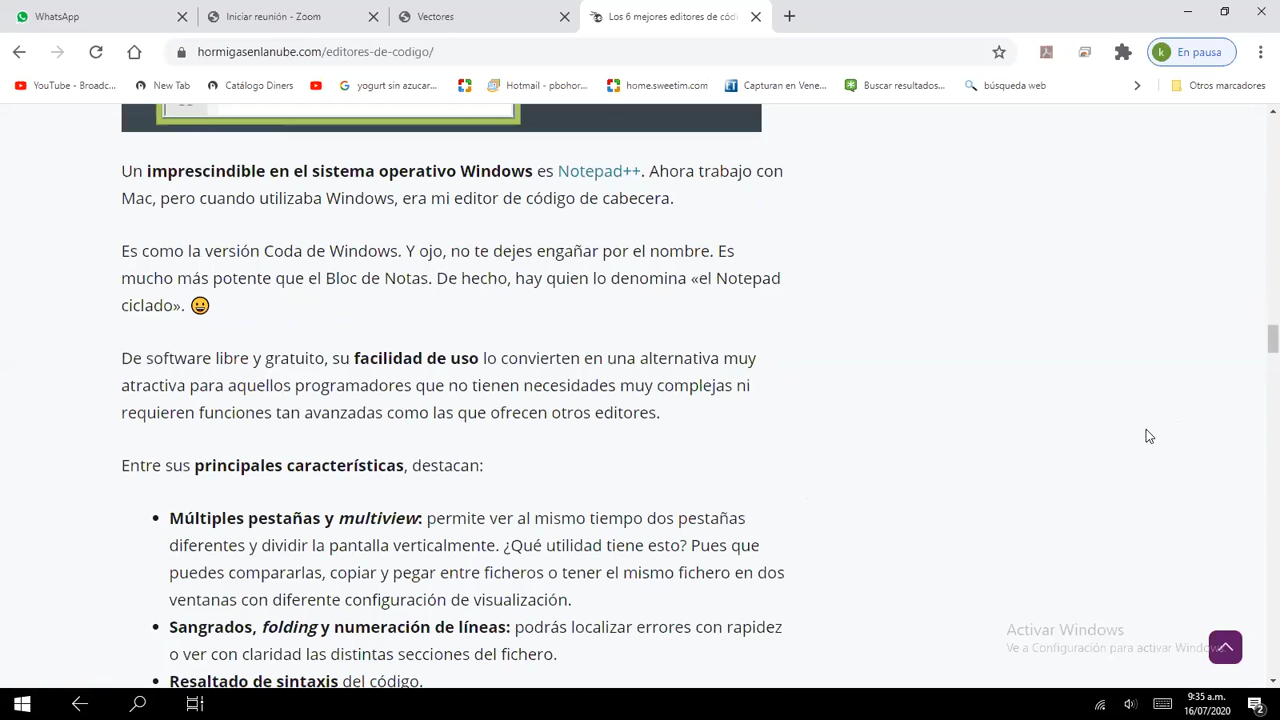 WhatsApp
Iniciar reunión - Zoom
Vectores
Los 6 mejores editores de códi
hormigasenlanube.com/editores-de-codigo/
k En pausa
YouTube - Broadc...
New Tab
Catálogo Diners
yogurt sin azucar...
Hotmail - pbohor...
home.sweetim.com
Capturan en Vene...
Buscar resultados...
búsqueda web
Otros marcadores
Un imprescindible en el sistema operativo Windows es Notepad++. Ahora trabajo con
Mac, pero cuando utilizaba Windows, era mi editor de código de cabecera.
Es como la versión Coda de Windows. Y ojo, no te dejes engañar por el nombre. Es
mucho más potente que el Bloc de Notas. De hecho, hay quien lo denomina «el Notepad
ciclado». 😀
De software libre y gratuito, su facilidad de uso lo convierten en una alternativa muy
atractiva para aquellos programadores que no tienen necesidades muy complejas ni
requieren funciones tan avanzadas como las que ofrecen otros editores.
Entre sus principales características, destacan:
• Múltiples pestañas y multiview: permite ver al mismo tiempo dos pestañas
diferentes y dividir la pantalla verticalmente. ¿Qué utilidad tiene esto? Pues que
puedes compararlas, copiar y pegar entre ficheros o tener el mismo fichero en dos
ventanas con diferente configuración de visualización.
• Sangrados, folding y numeración de líneas: podrás localizar errores con rapidez
o ver con claridad las distintas secciones del fichero.
• Resaltado de sintaxis del código.
Activar Windows
Ve a Configuración para activar Windows.
9:35 a.m.
16/07/2020
2